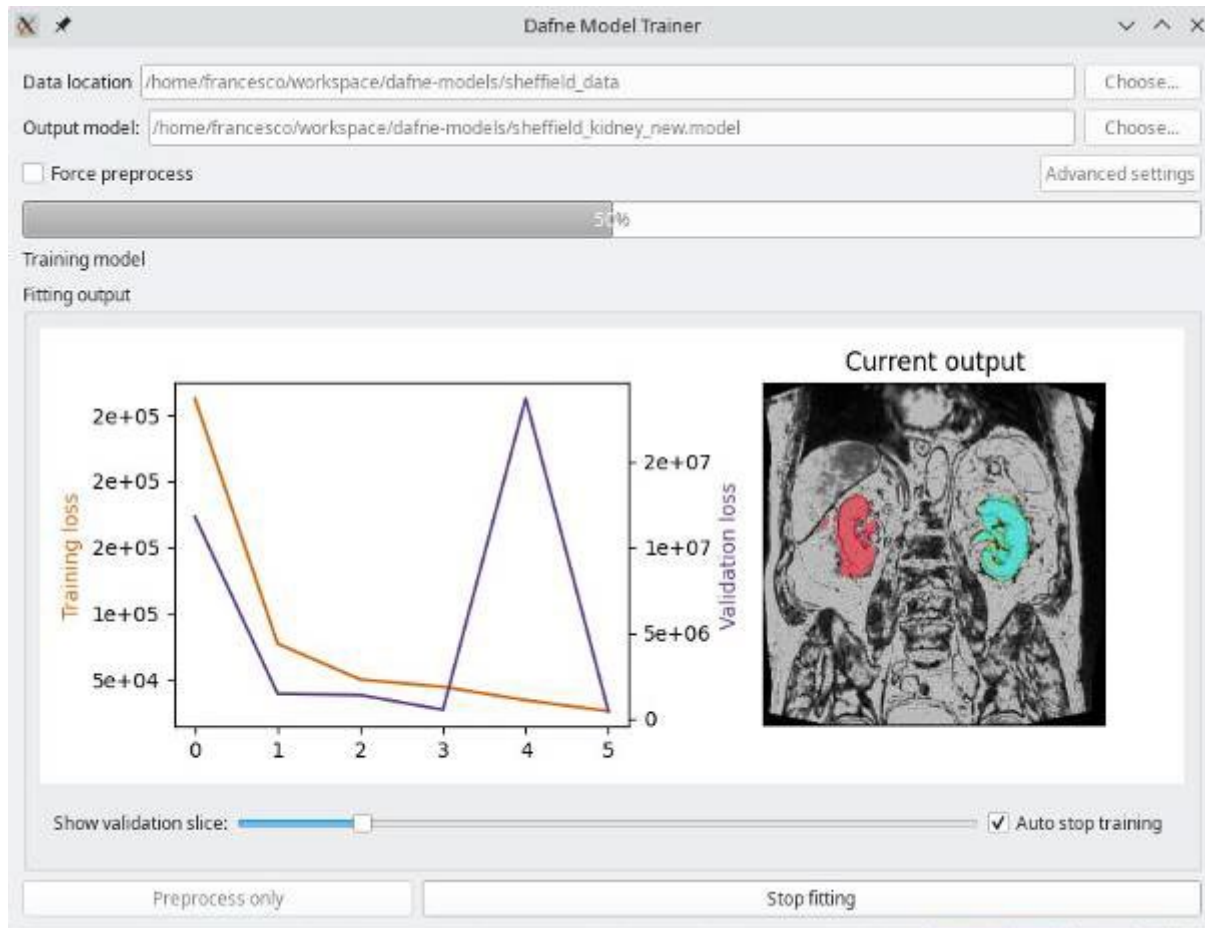 Dafne Model Trainer
Data location /home/francesco/workspace/dafne-models/sheffield_data Choose...
Output model: /home/francesco/workspace/dafne-models/sheffield_kidney_new.model Choose...
Force preprocess Advanced settings
50%
Training model
Fitting output
Current output
2e+05
2e+05
2e+05
1e+05
5e+04
Training loss
0 1 2 3 4 5
2e+07
1e+07
5e+06
0
Validation loss
Show validation slice: Auto stop training
Preprocess only Stop fitting